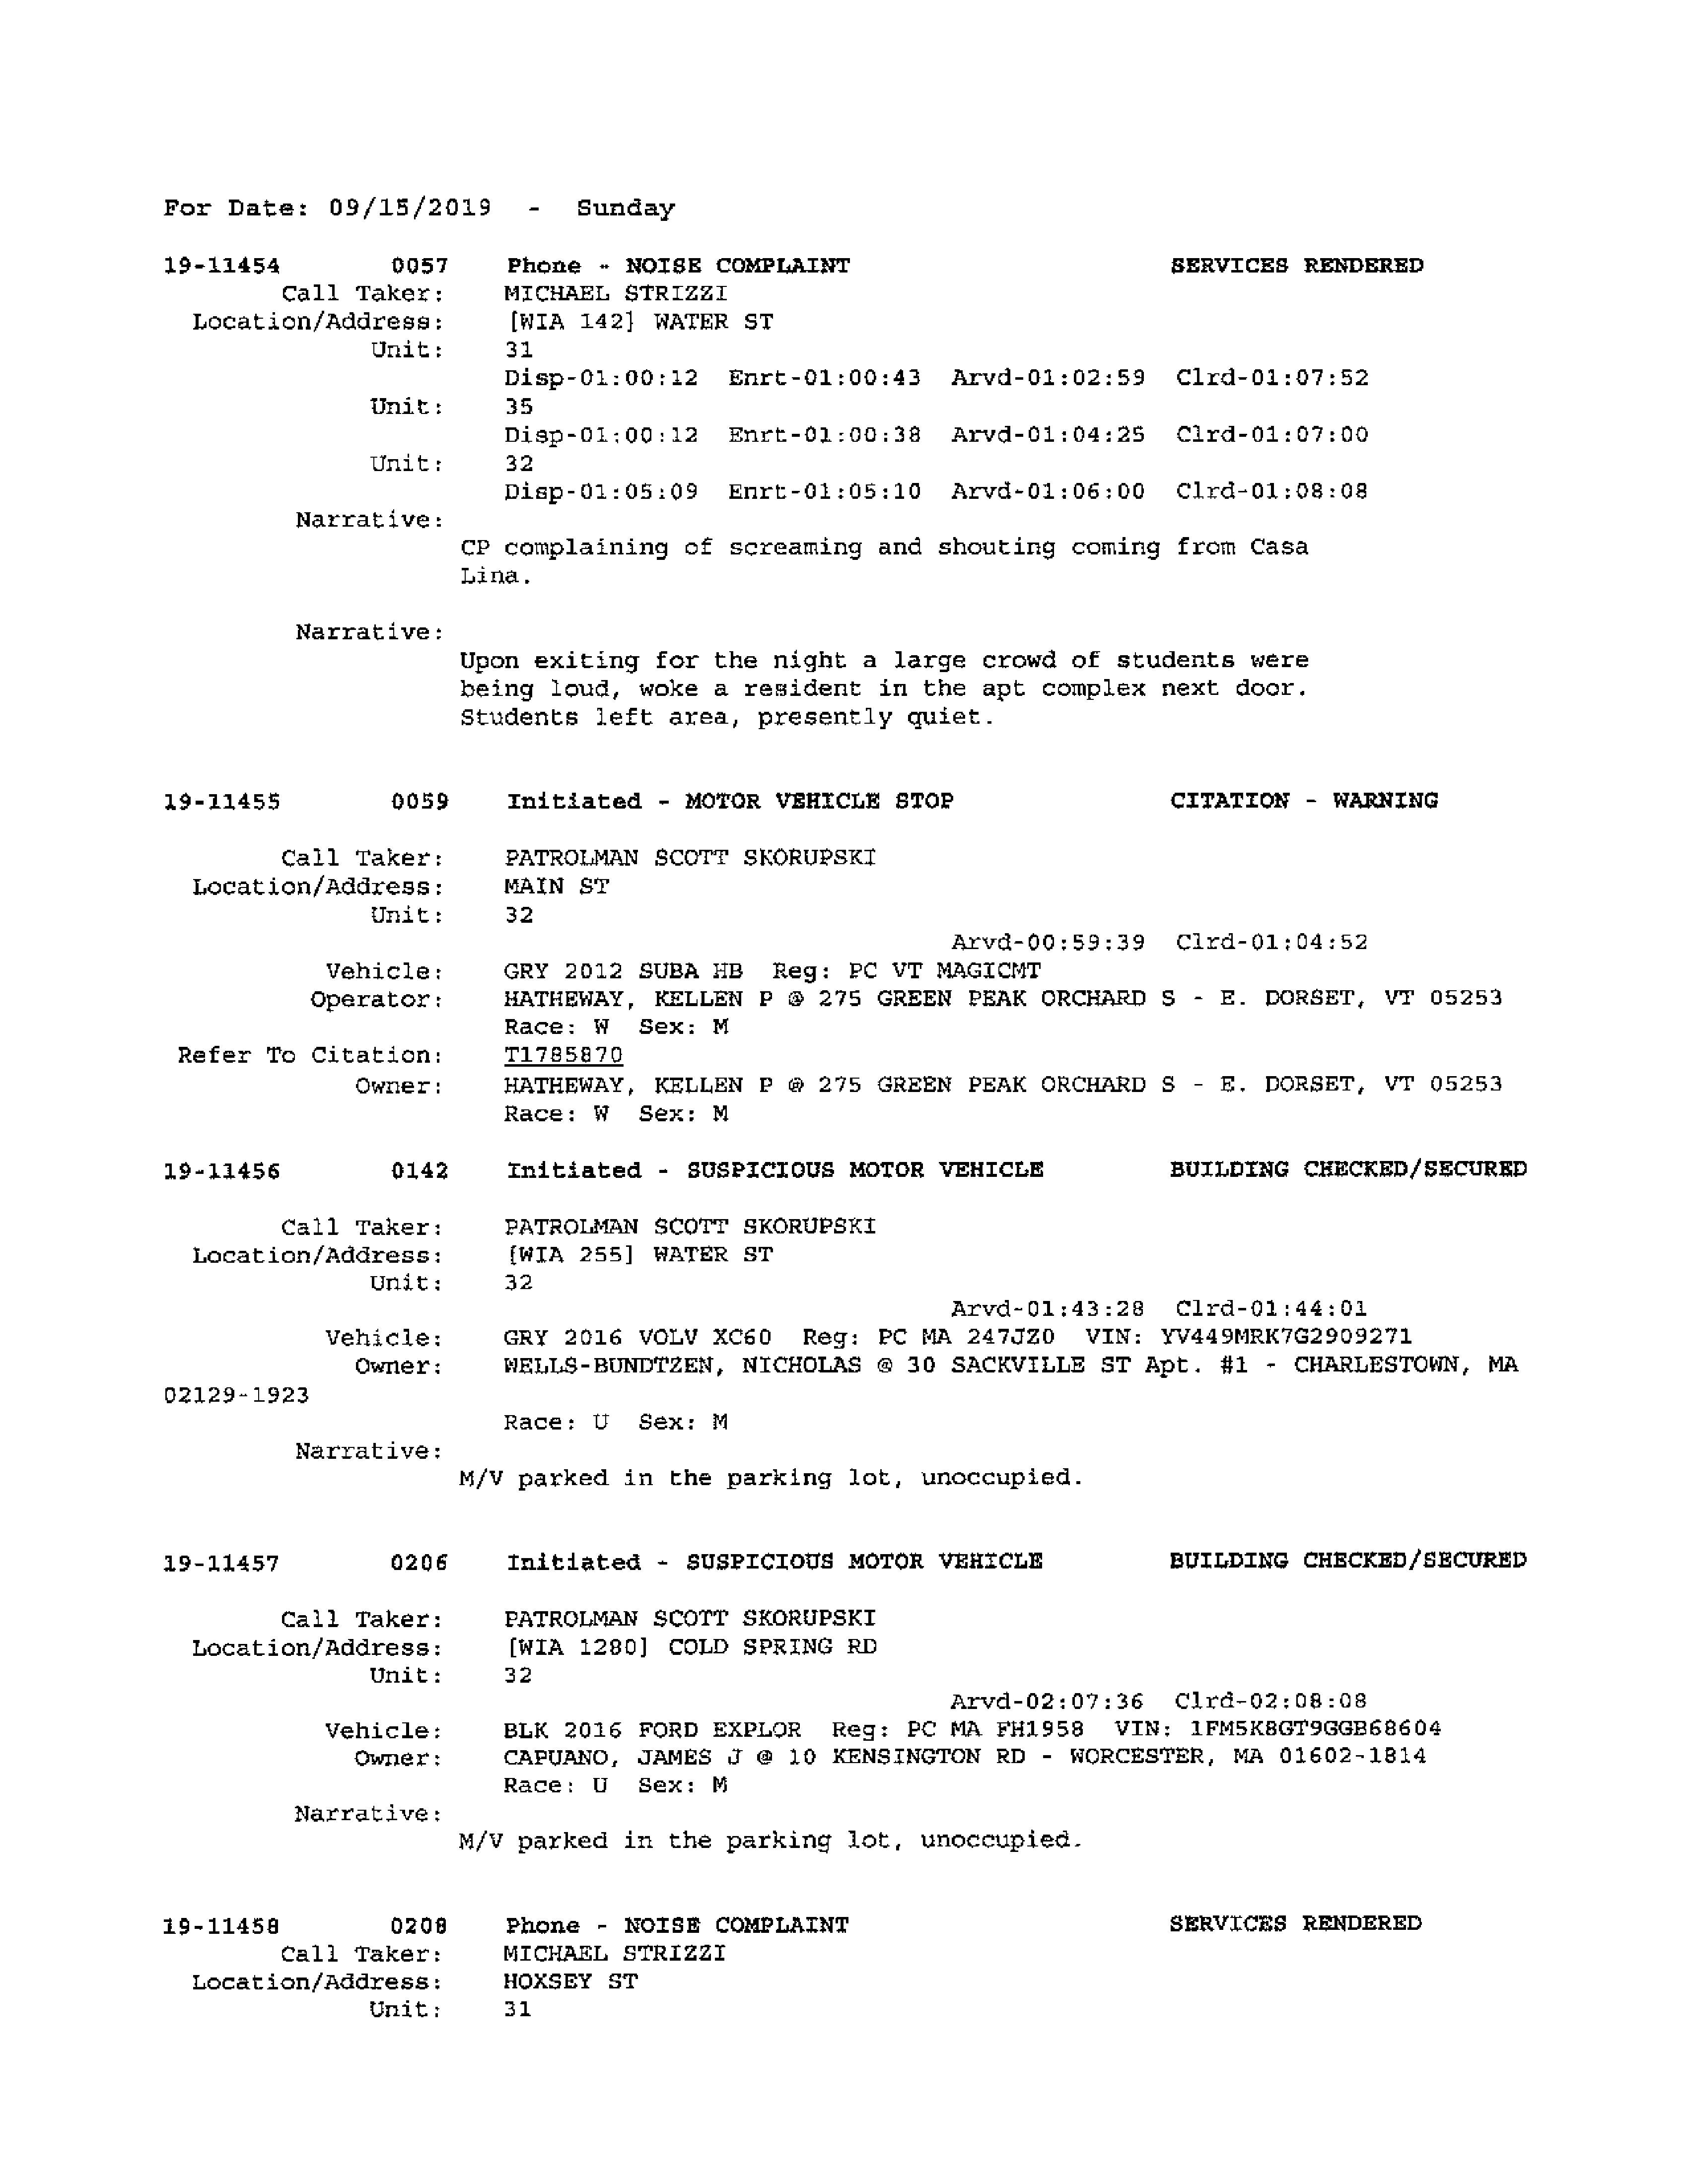 For Date: 09/15/2019 - Sunday
19-11454 0057 Phone - NOISE COMPLAINT SERVICES RENDERED
Call Taker: MICHAEL STRIZZI
Location/Address: [WIA 142] WATER ST
Unit: 31
Disp-01:00:12 Enrt-01:00:43 Arvd-01:02:59 Clrd-01:07:52
Unit: 35
Disp-01:00:12 Enrt-01:00:38 Arvd-01:04:25 Clrd-01:07:00
Unit: 32
Disp-01:05:09 Enrt-01:05:10 Arvd-01:06:00 Clrd-01:08:08
Narrative:
CP complaining of screaming and shouting coming from Casa
Lina.
Narrative:
Upon exiting for the night a large crowd of students were
being loud, woke a resident in the apt complex next door.
Students left area, presently quiet.
19-11455 0059 Initiated - MOTOR VEHICLE STOP CITATION - WARNING
Call Taker: PATROLMAN SCOTT SKORUPSKI
Location/Address: MAIN ST
Unit: 32
Arvd-00:59:39 Clrd-01:04:52
Vehicle: GRY 2012 SUBA HB Reg: PC VT MAGICMT
Operator: HATHEWAY, KELLEN P @ 275 GREEN PEAK ORCHARD S - E. DORSET, VT 05253
Race: W Sex: M
Refer To Citation: T1785870
Owner: HATHEWAY, KELLEN P @ 275 GREEN PEAK ORCHARD S - E. DORSET, VT 05253
Race: W Sex: M
19-11456 0142 Initiated - SUSPICIOUS MOTOR VEHICLE BUILDING CHECKED/SECURED
Call Taker: PATROLMAN SCOTT SKORUPSKI
Location/Address: [WIA 255] WATER ST
Unit: 32
Arvd-01:43:28 Clrd-01:44:01
Vehicle: GRY 2016 VOLV XC60 Reg: PC MA 247JZ0 VIN: YV449MRK7G2909271
Owner: WELLS-BUNDTZEN, NICHOLAS @ 30 SACKVILLE ST Apt. #1 - CHARLESTOWN, MA
02129-1923
Race: U Sex: M
Narrative:
M/V parked in the parking lot, unoccupied.
19-11457 0206 Initiated - SUSPICIOUS MOTOR VEHICLE BUILDING CHECKED/SECURED
Call Taker: PATROLMAN SCOTT SKORUPSKI
Location/Address: [WIA 1280] COLD SPRING RD
Unit: 32
Arvd-02:07:36 Clrd-02:08:08
Vehicle: BLK 2016 FORD EXPLOR Reg: PC MA FH1958 VIN: 1FM5K8GT9GGB68604
Owner: CAPUANO, JAMES J @ 10 KENSINGTON RD - WORCESTER, MA 01602-1814
Race: U Sex: M
Narrative:
M/V parked in the parking lot, unoccupied.
19-11458 0208 Phone - NOISE COMPLAINT SERVICES RENDERED
Call Taker: MICHAEL STRIZZI
Location/Address: HOXSEY ST
Unit: 31